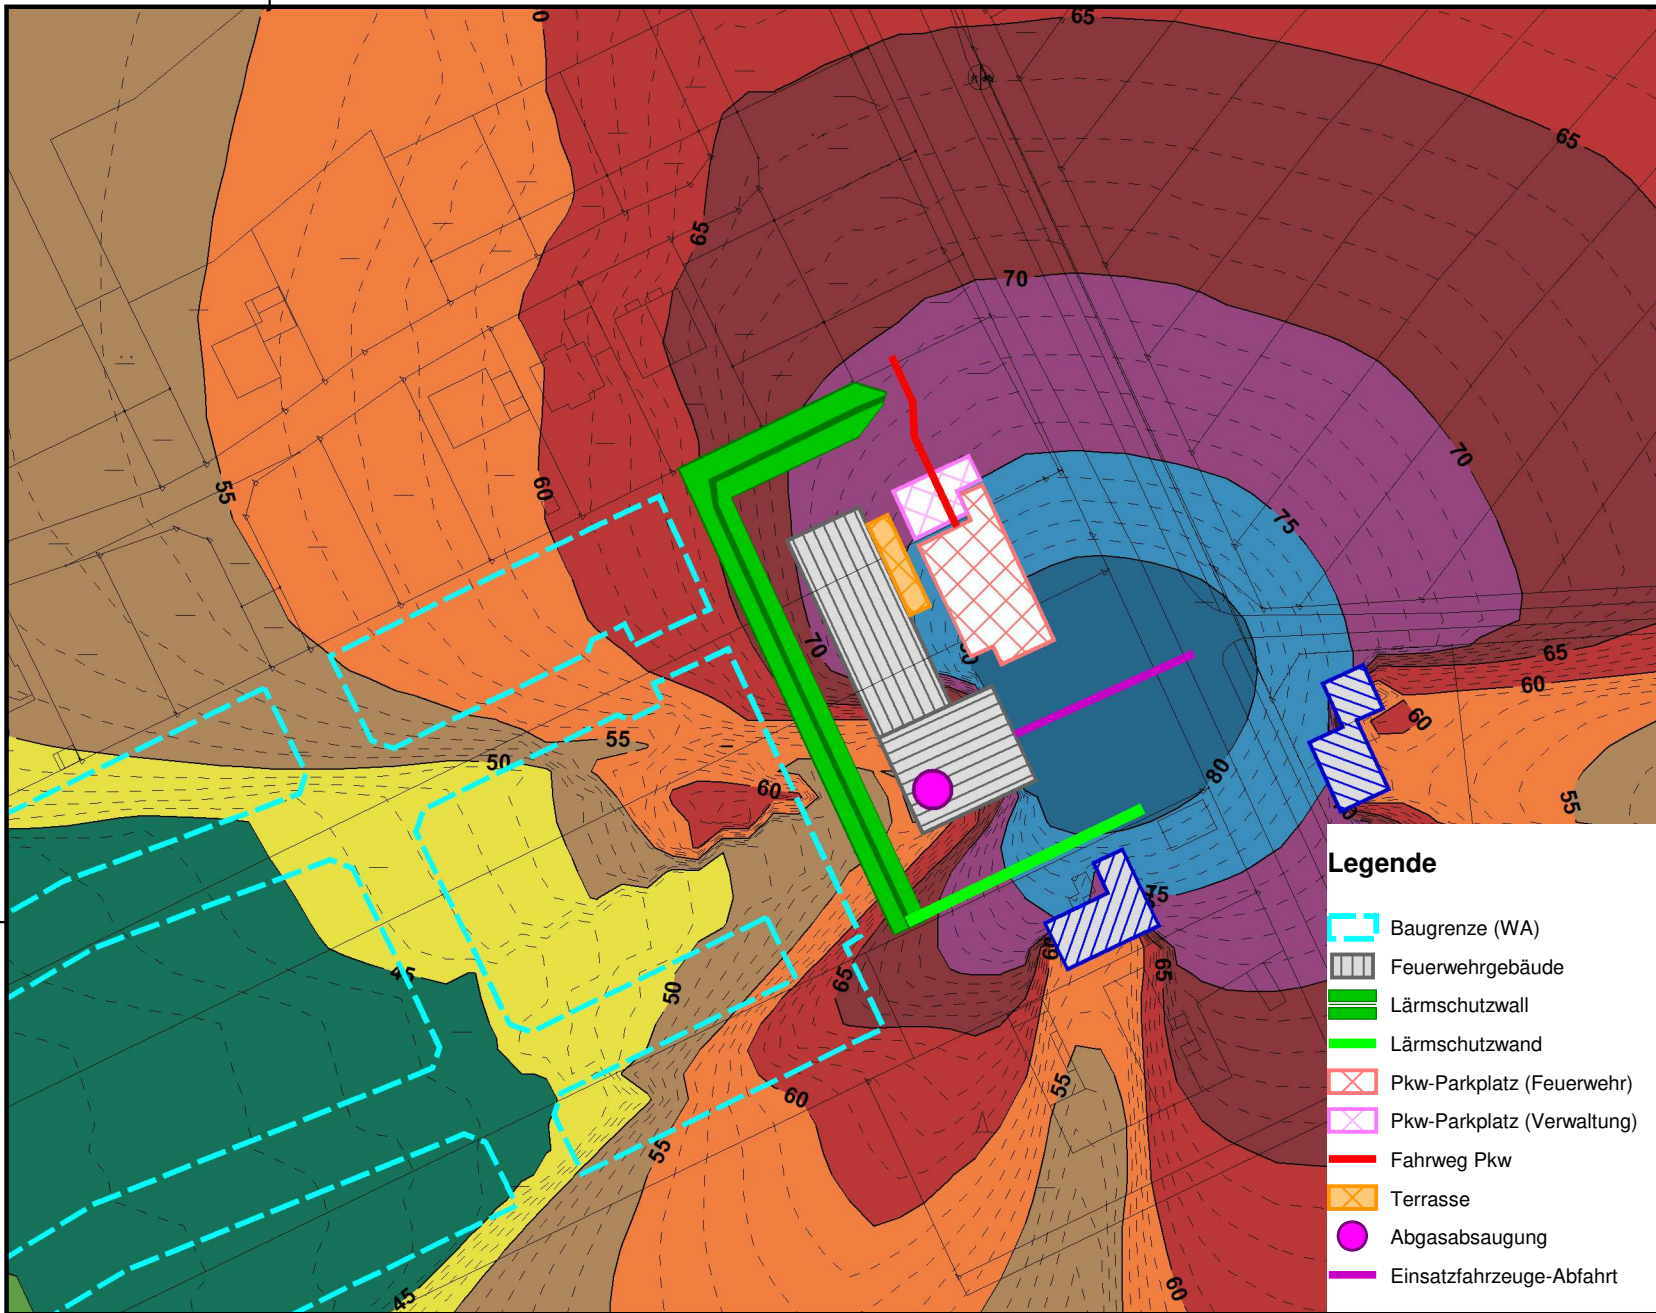 0
65
65
65
70
70
55
60
75
70
65
60
60
55
50
60
80
55
75
45
50
65
65
55
60
55
60
45
Legende
Baugrenze (WA)
Feuerwehrgebäude
Lärmschutzwall
Lärmschutzwand
Pkw-Parkplatz (Feuerwehr)
Pkw-Parkplatz (Verwaltung)
Fahrweg Pkw
Terrasse
Abgasabsaugung
Einsatzfahrzeuge-Abfahrt